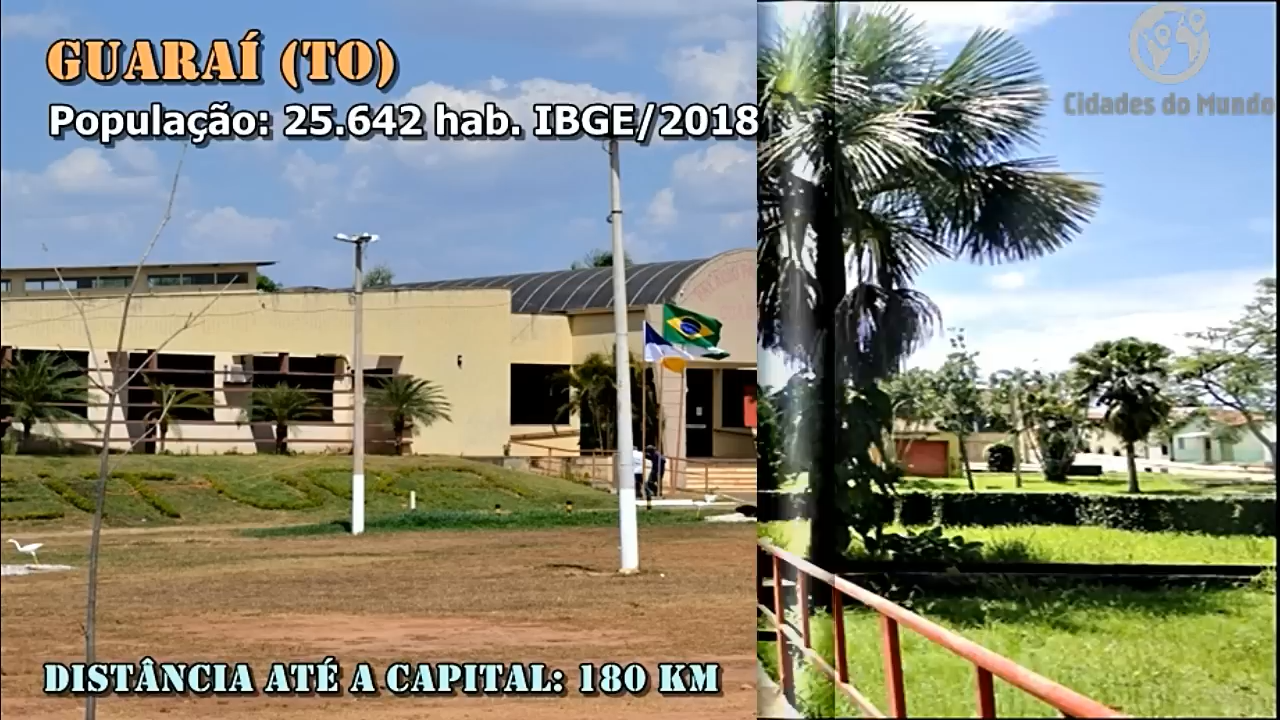 GUARAÍ (TO)
População: 25.642 hab. IBGE/2018
Cidades do Mundo
DISTÂNCIA ATÉ A CAPITAL: 180 KM